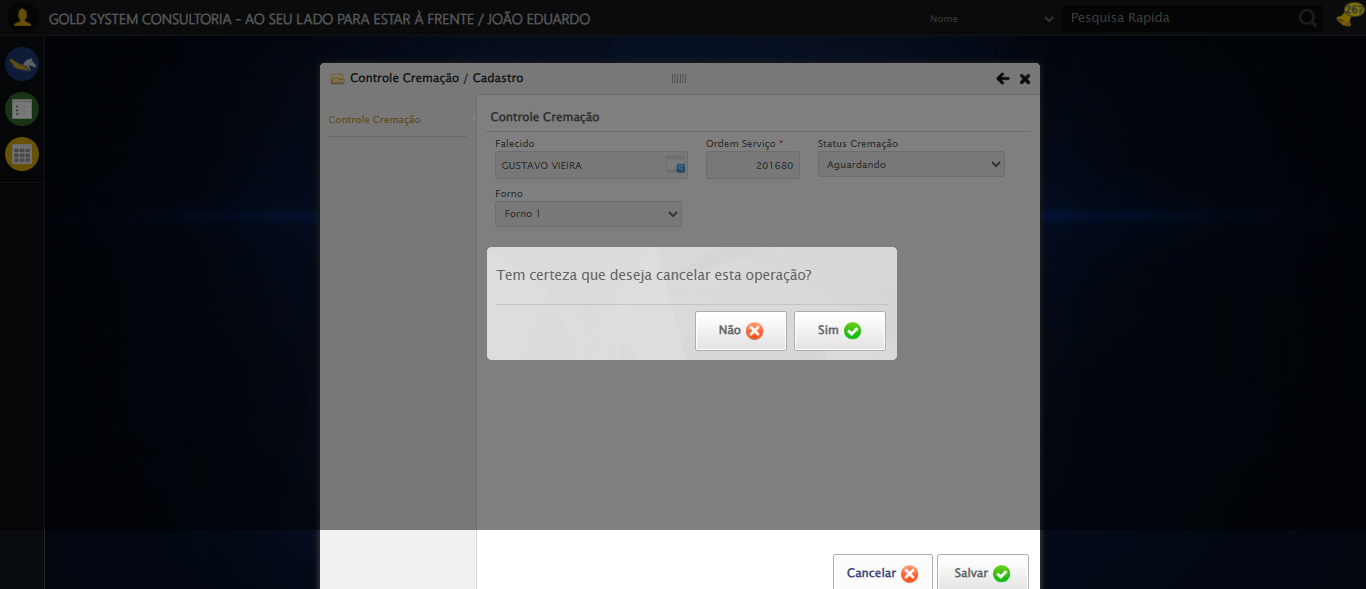 GOLD SYSTEM CONSULTORIA - AO SEU LADO PARA ESTAR À FRENTE / JOÃO EDUARDO
Nome
Pesquisa Rapida
267
Controle Cremação / Cadastro
Controle Cremação
Controle Cremação
Falecido
Ordem Serviço *
Status Cremação
GUSTAVO VIEIRA
201680
Aguardando
Forno
Forno 1
Tem certeza que deseja cancelar esta operação?
Não
Sim
Cancelar
Salvar